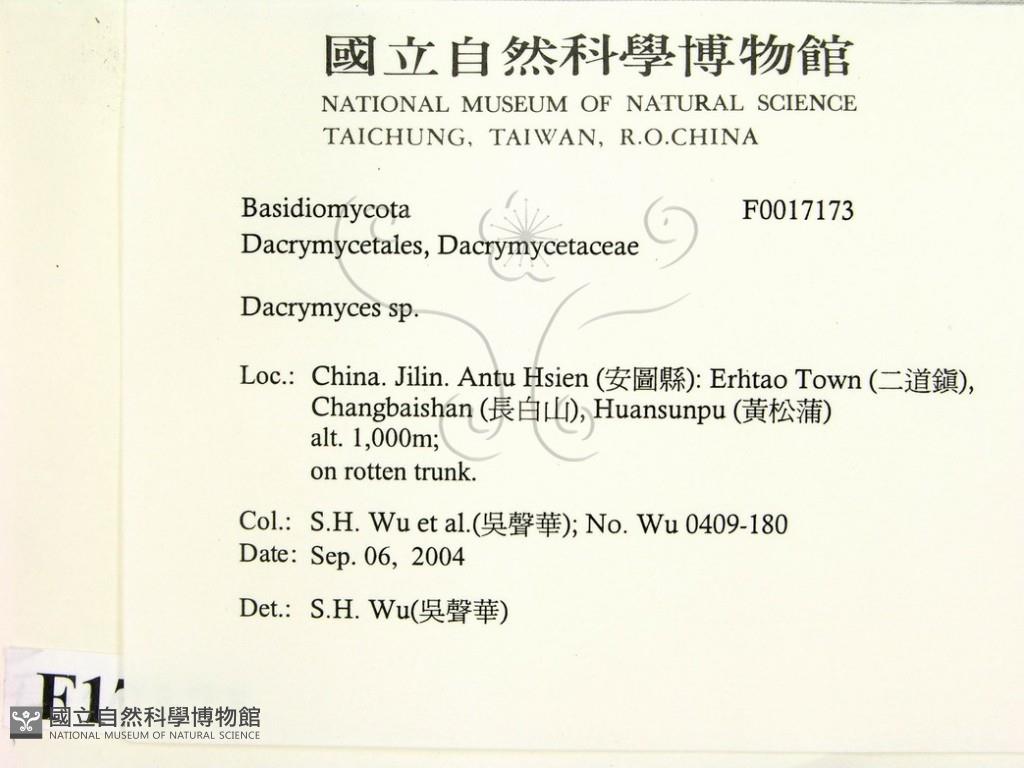 國立自然科學博物館
NATIONAL MUSEUM OF NATURAL SCIENCE
TAICHUNG, TAIWAN, R.O.CHINA
Basidiomycota F0017173
Dacrymycetales, Dacrymycetaceae
Dacrymyces sp.
Loc.: China. Jilin. Antu Hsien (安圖縣): Erhtao Town (二道鎭),
Changbaishan (長白山), Huansunpu (黃松蒲)
alt. 1,000m;
on rotten trunk.
Col.: S.H. Wu et al.(吳聲華); No. Wu 0409-180
Date: Sep. 06, 2004
Det.: S.H. Wu(吳聲華)
F17
國立自然科學博物館
NATIONAL MUSEUM OF NATURAL SCIENCE